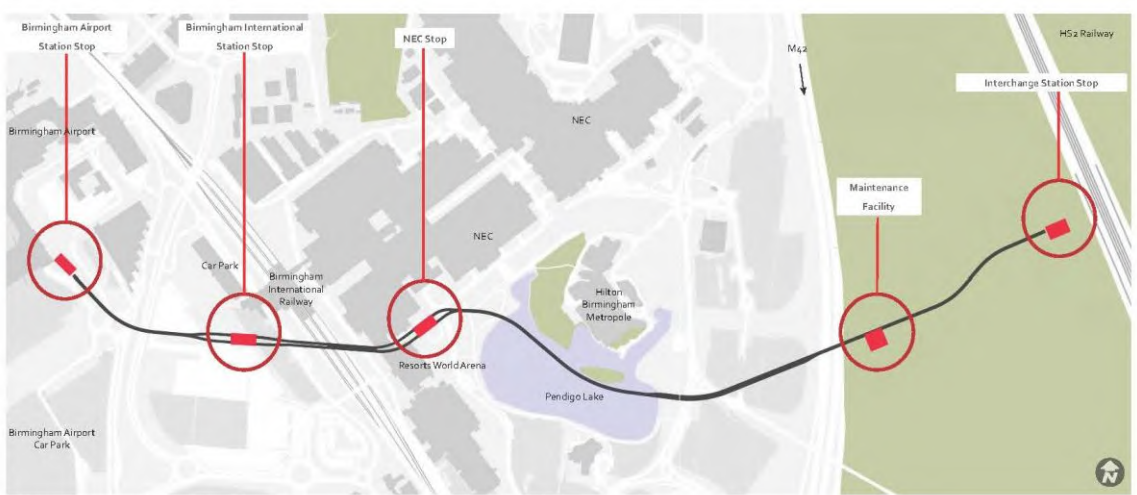 Birmingham Airport
Station Stop
Birmingham International
Station Stop
NEC Stop
M42
HS2 Railway
Interchange Station Stop
NEC
Birmingham Airport
Maintenance
Facility
NEC
Car Park
Birmingham
International
Railway
Hilton
Birmingham
Metropole
Resorts World Arena
Pendigo Lake
Birmingham Airport
Car Park
N